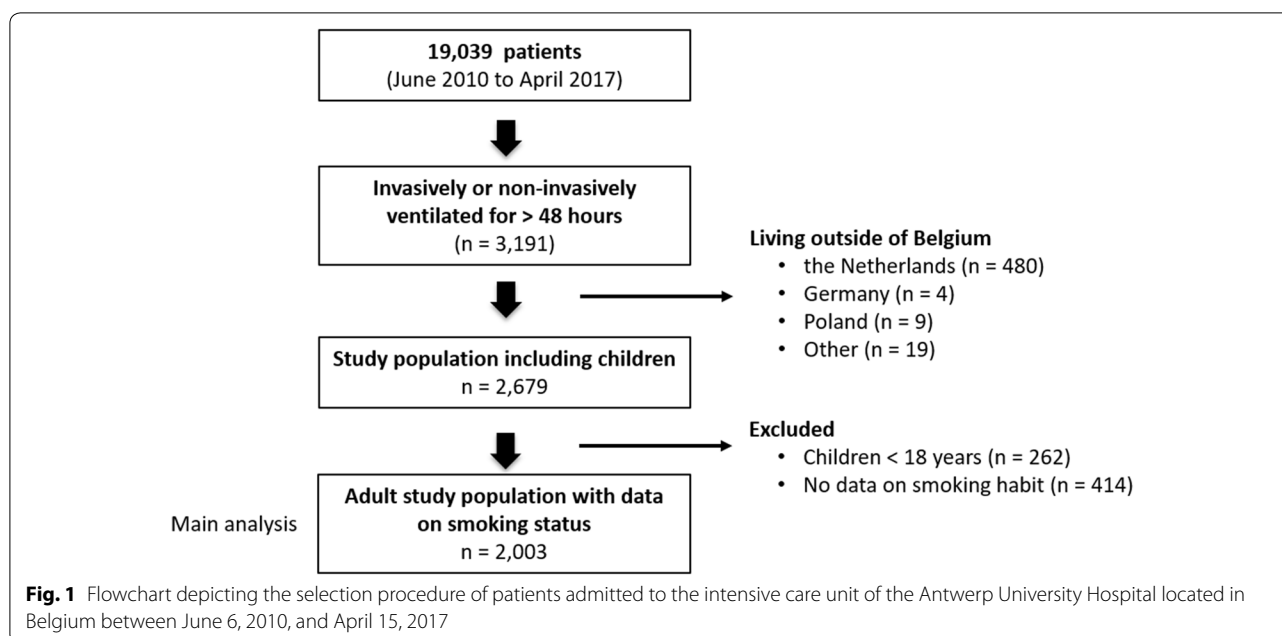 19,039 patients
(June 2010 to April 2017)
Invasively or non-invasively
ventilated for > 48 hours
(n = 3,191)
Living outside of Belgium
• the Netherlands (n = 480)
• Germany (n = 4)
• Poland (n = 9)
• Other (n = 19)
Study population including children
n = 2,679
Excluded
• Children < 18 years (n = 262)
• No data on smoking habit (n = 414)
Main analysis
Adult study population with data
on smoking status
n = 2,003
Fig. 1 Flowchart depicting the selection procedure of patients admitted to the intensive care unit of the Antwerp University Hospital located in
Belgium between June 6, 2010, and April 15, 2017